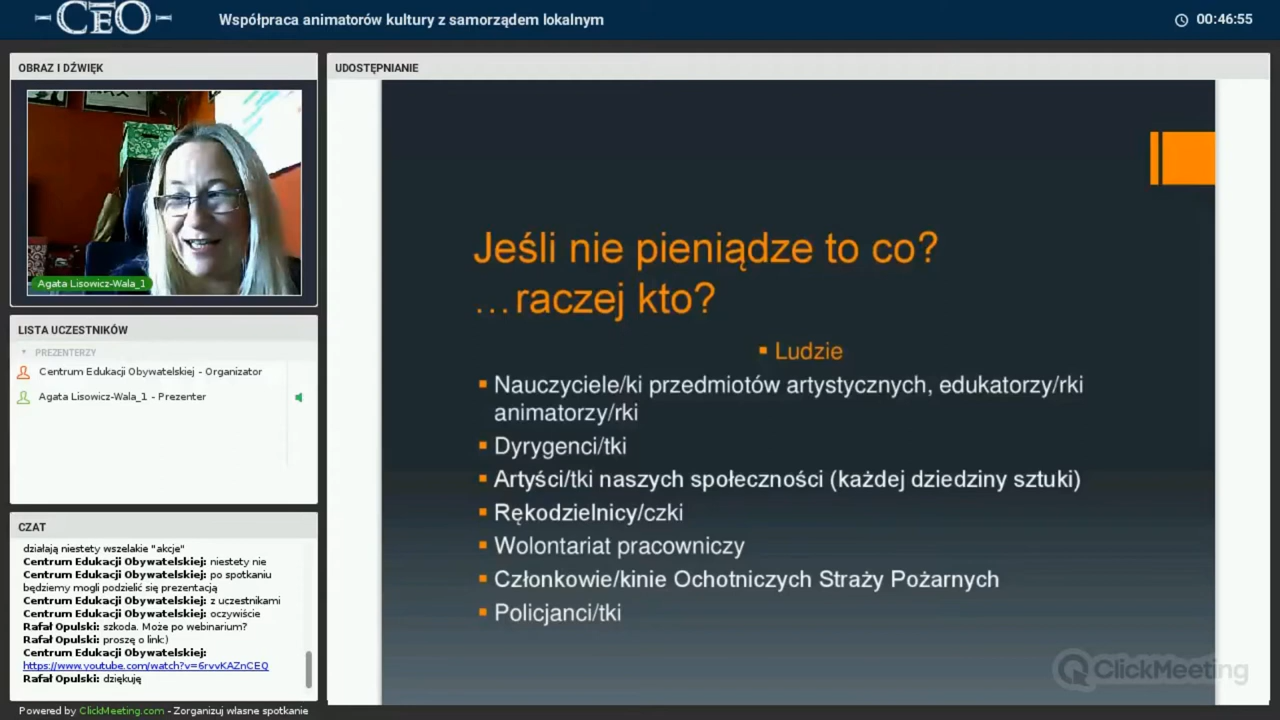 CEO
Współpraca animatorów kultury z samorządem lokalnym
00:46:55
OBRAZ I DŹWIĘK
Agata Lisowicz-Wala_1
LISTA UCZESTNIKÓW
PREZENTERZY
Centrum Edukacji Obywatelskiej - Organizator
Agata Lisowicz-Wala_1 - Prezenter
CZAT
działają niestety wszelakie "akcje"
Centrum Edukacji Obywatelskiej: niestety nie
Centrum Edukacji Obywatelskiej: po spotkaniu
będziemy mogli podzielić się prezentacją
Centrum Edukacji Obywatelskiej: z uczestnikami
Centrum Edukacji Obywatelskiej: oczywiście
Rafał Opulski: szkoda. Może po webinarium?
Rafał Opulski: proszę o link:)
Centrum Edukacji Obywatelskiej:
https://www.youtube.com/watch?v=6rvvKAZnCEQ
Rafał Opulski: dziękuję
Powered by ClickMeeting.com - Zorganizuj własne spotkanie
UDOSTĘPNIANIE
Jeśli nie pieniądze to co?
...raczej kto?
▪ Ludzie
▪ Nauczyciele/ki przedmiotów artystycznych, edukatorzy/rki
animatorzy/rki
▪ Dyrygenci/tki
▪ Artyści/tki naszych społeczności (każdej dziedziny sztuki)
▪ Rękodzielnicy/czki
▪ Wolontariat pracowniczy
▪ Członkowie/kinie Ochotniczych Straży Pożarnych
▪ Policjanci/tki
ClickMeeting